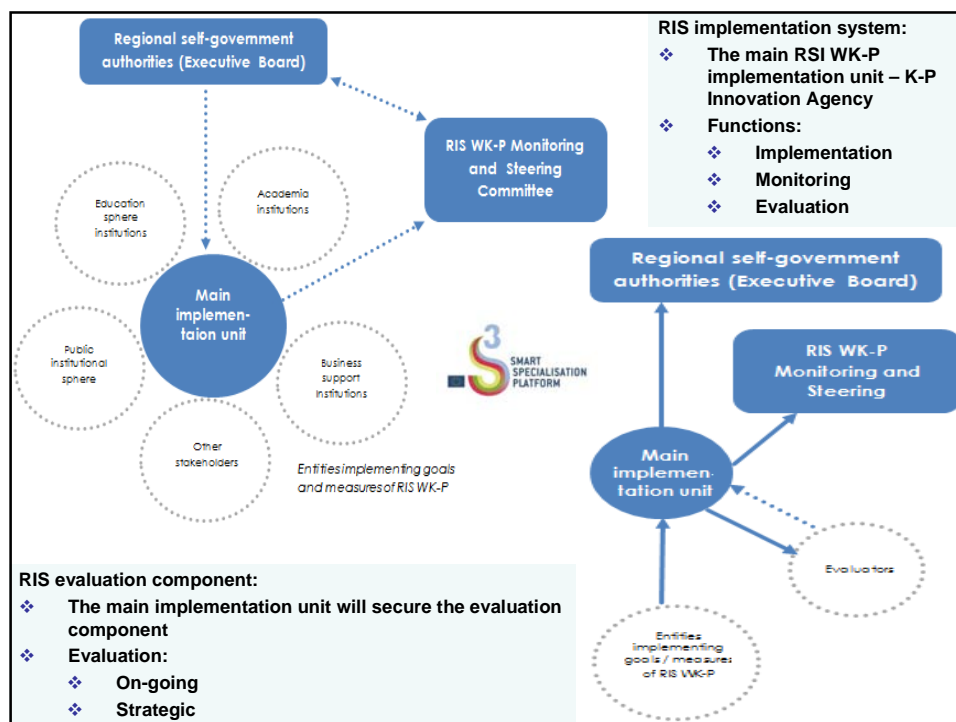 Regional self-government
authorities (Executive Board)
RIS WK-P Monitoring
and Steering
Committee
Education
sphere
institutions
Academia
institutions
Main
implemen-
taion unit
Public
institutional
sphere
Business
support
Institutions
Other
stakeholders
Entities implementing goals
and measures of RIS WK-P
S3
SMART
SPECIALISATION
PLATFORM
RIS implementation system:
❖ The main RSI WK-P
implementation unit – K-P
Innovation Agency
❖ Functions:
❖ Implementation
❖ Monitoring
❖ Evaluation
Regional self-government
authorities (Executive Board)
RIS WK-P
Monitoring and
Steering
Main
implemen-
tation unit
Evaluators
Entities
implementing
goals / measures
of RIS WK-P
RIS evaluation component:
❖ The main implementation unit will secure the evaluation
component
❖ Evaluation:
❖ On-going
❖ Strategic